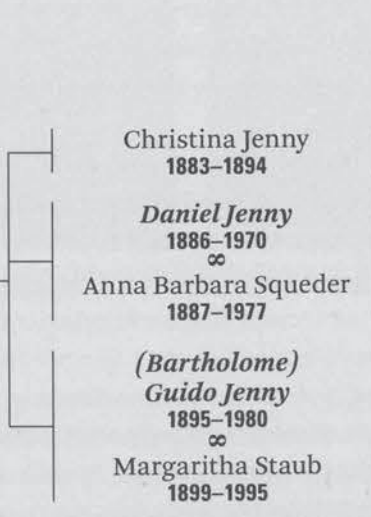 Christina Jenny
1883–1894
Daniel Jenny
1886–1970
∞
Anna Barbara Squeder
1887–1977
(Bartholome)
Guido Jenny
1895–1980
∞
Margaritha Staub
1899–1995